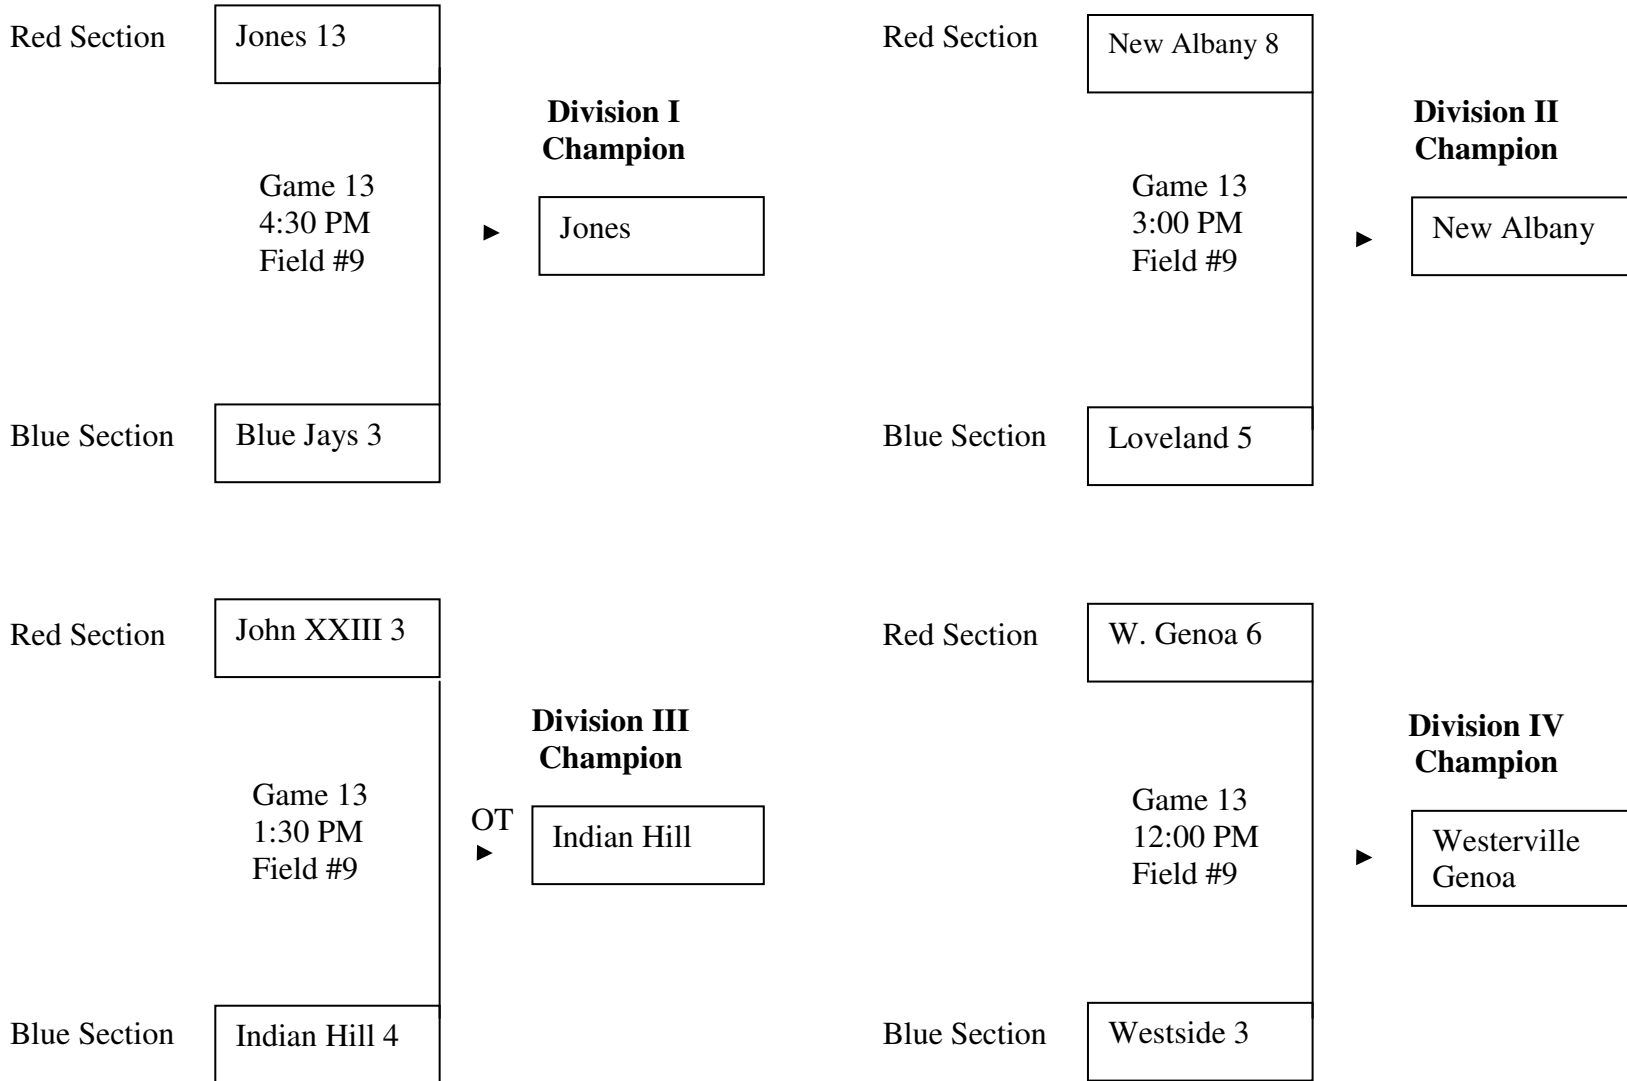 Red Section
Jones 13
Division I
Champion
Game 13
4:30 PM
Field #9
►
Jones
Blue Section
Blue Jays 3
Red Section
New Albany 8
Division II
Champion
Game 13
3:00 PM
Field #9
►
New Albany
Blue Section
Loveland 5
Red Section
John XXIII 3
Division III
Champion
Game 13
1:30 PM
Field #9
OT
►
Indian Hill
Blue Section
Indian Hill 4
Red Section
W. Genoa 6
Division IV
Champion
Game 13
12:00 PM
Field #9
►
Westerville
Genoa
Blue Section
Westside 3